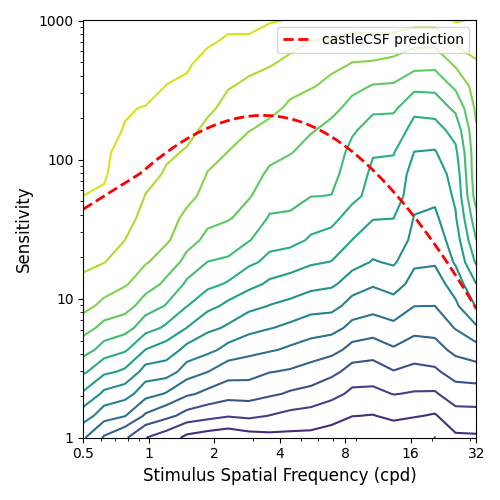 1000
castleCSF prediction
100
10
1
Sensitivity
0.5 1 2 4 8 16 32
Stimulus Spatial Frequency (cpd)